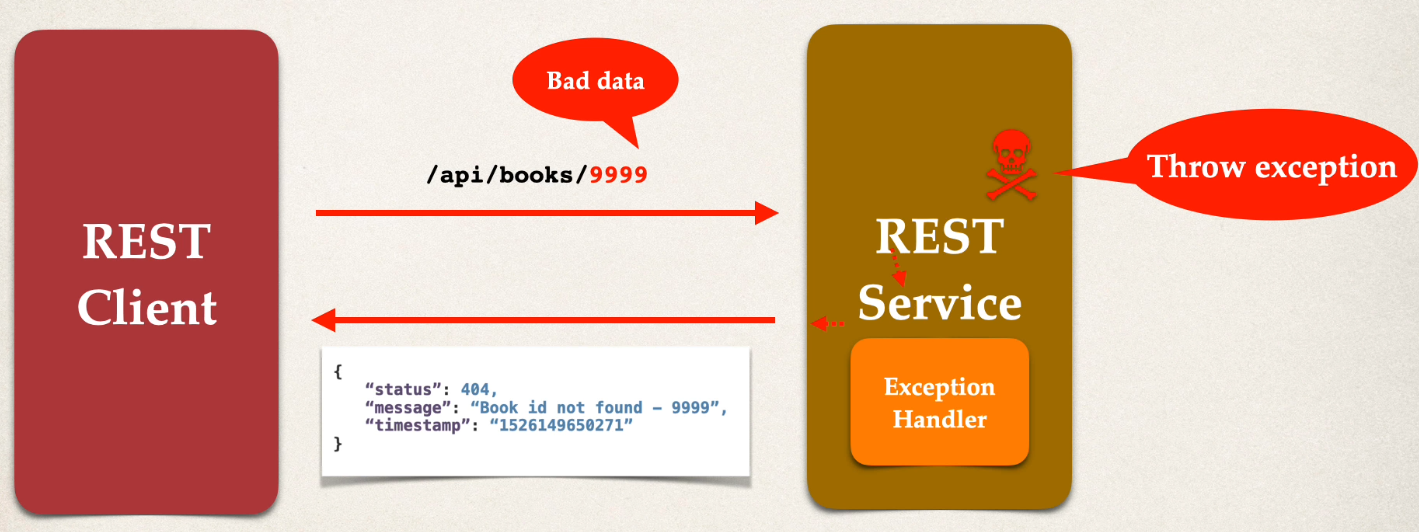 Bad data
/api/books/9999
Throw exception
REST
Client
REST
Service
{
“status”: 404,
“message”: “Book id not found – 9999”,
“timestamp”: “1526149650271”
}
Exception
Handler